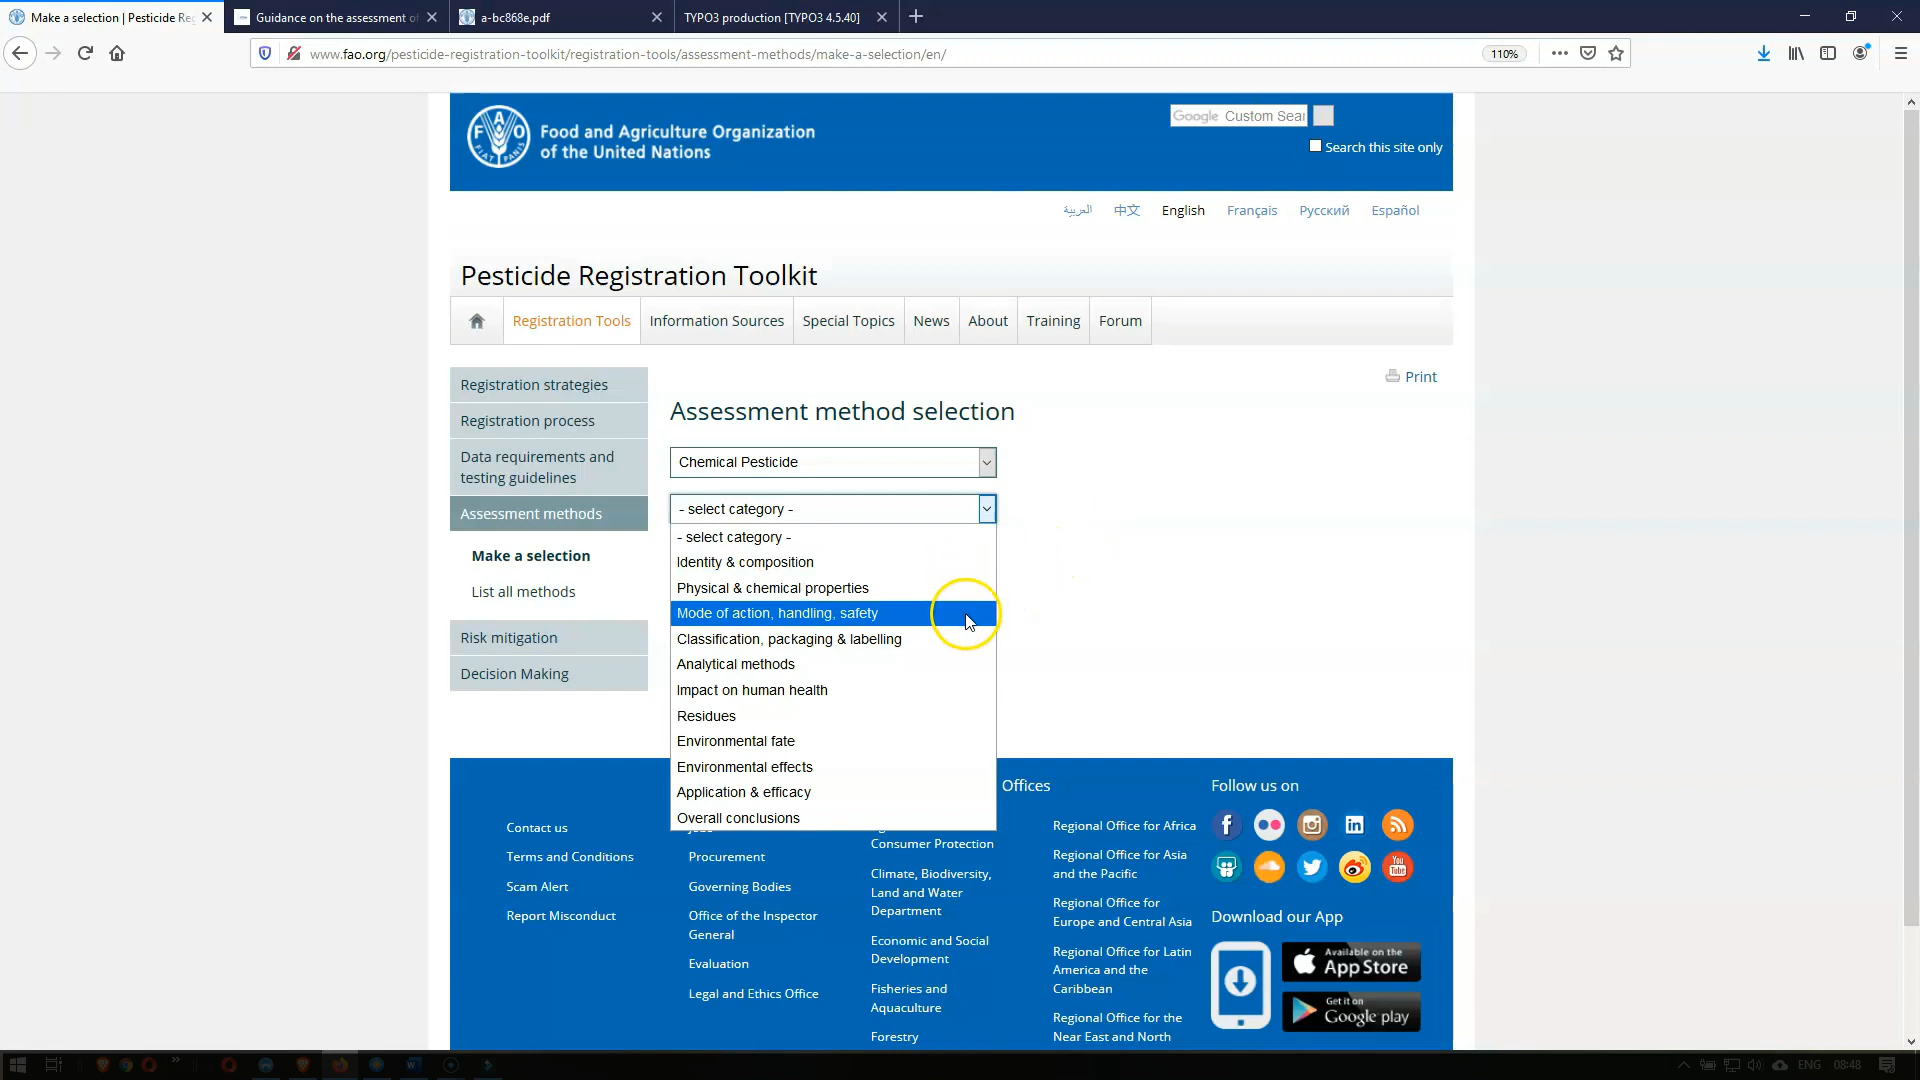 Make a selection | Pesticide Re
Guidance on the assessment of
a-bc868e.pdf
TYPO3 production [TYPO3 4.5.40]
www.fao.org/pesticide-registration-toolkit/registration-tools/assessment-methods/make-a-selection/en/
110%
FAO
FIAT PANIS
Food and Agriculture Organization
of the United Nations
Google Custom Sear
Search this site only
العربية
中文
English
Français
Русский
Español
Pesticide Registration Toolkit
Registration Tools
Information Sources
Special Topics
News
About
Training
Forum
Registration strategies
Registration process
Data requirements and
testing guidelines
Assessment methods
Make a selection
List all methods
Risk mitigation
Decision Making
Print
Assessment method selection
Chemical Pesticide
- select category -
- select category -
Identity & composition
Physical & chemical properties
Mode of action, handling, safety
Classification, packaging & labelling
Analytical methods
Impact on human health
Residues
Environmental fate
Environmental effects
Application & efficacy
Overall conclusions
Contact us
Terms and Conditions
Scam Alert
Report Misconduct
Procurement
Governing Bodies
Office of the Inspector
General
Evaluation
Legal and Ethics Office
Consumer Protection
Climate, Biodiversity,
Land and Water
Department
Economic and Social
Development
Fisheries and
Aquaculture
Forestry
Offices
Regional Office for Africa
Regional Office for Asia
and the Pacific
Regional Office for
Europe and Central Asia
Regional Office for Latin
America and the
Caribbean
Regional Office for the
Near East and North
Follow us on
You
Tube
Download our App
Available on the
App Store
Get it on
Google play
ENG
08:48